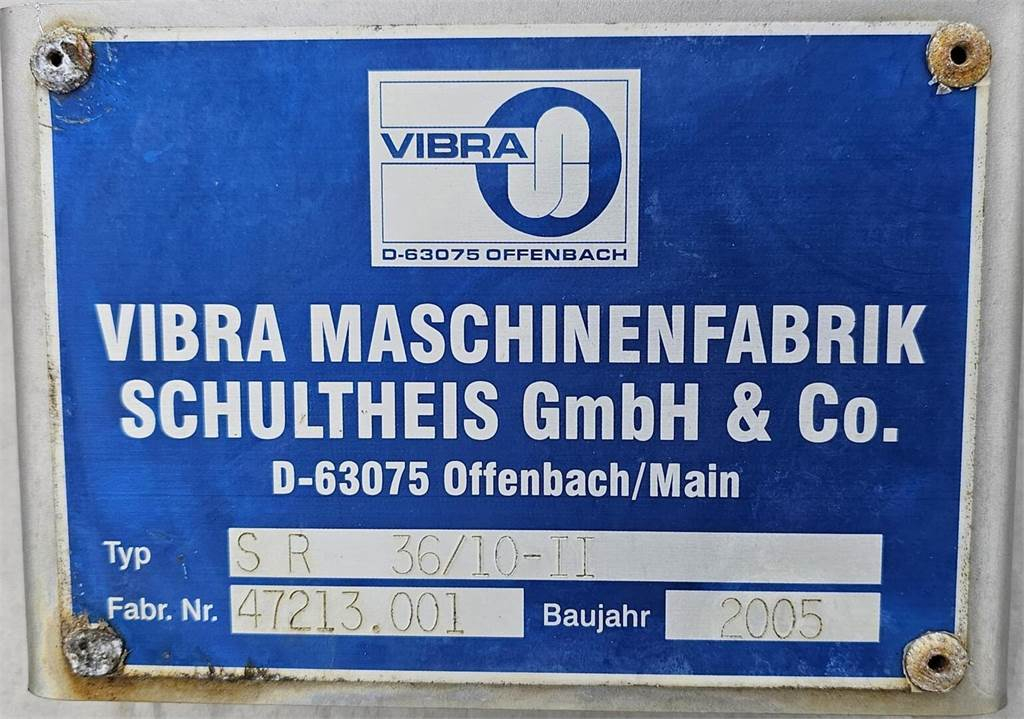 VIBRA
D-63075 OFFENBACH
VIBRA MASCHINENFABRIK
SCHULTHEIS GmbH & Co.
D-63075 Offenbach/Main
Typ S R 36/10-II
Fabr. Nr. 47213.001 Baujahr 2005